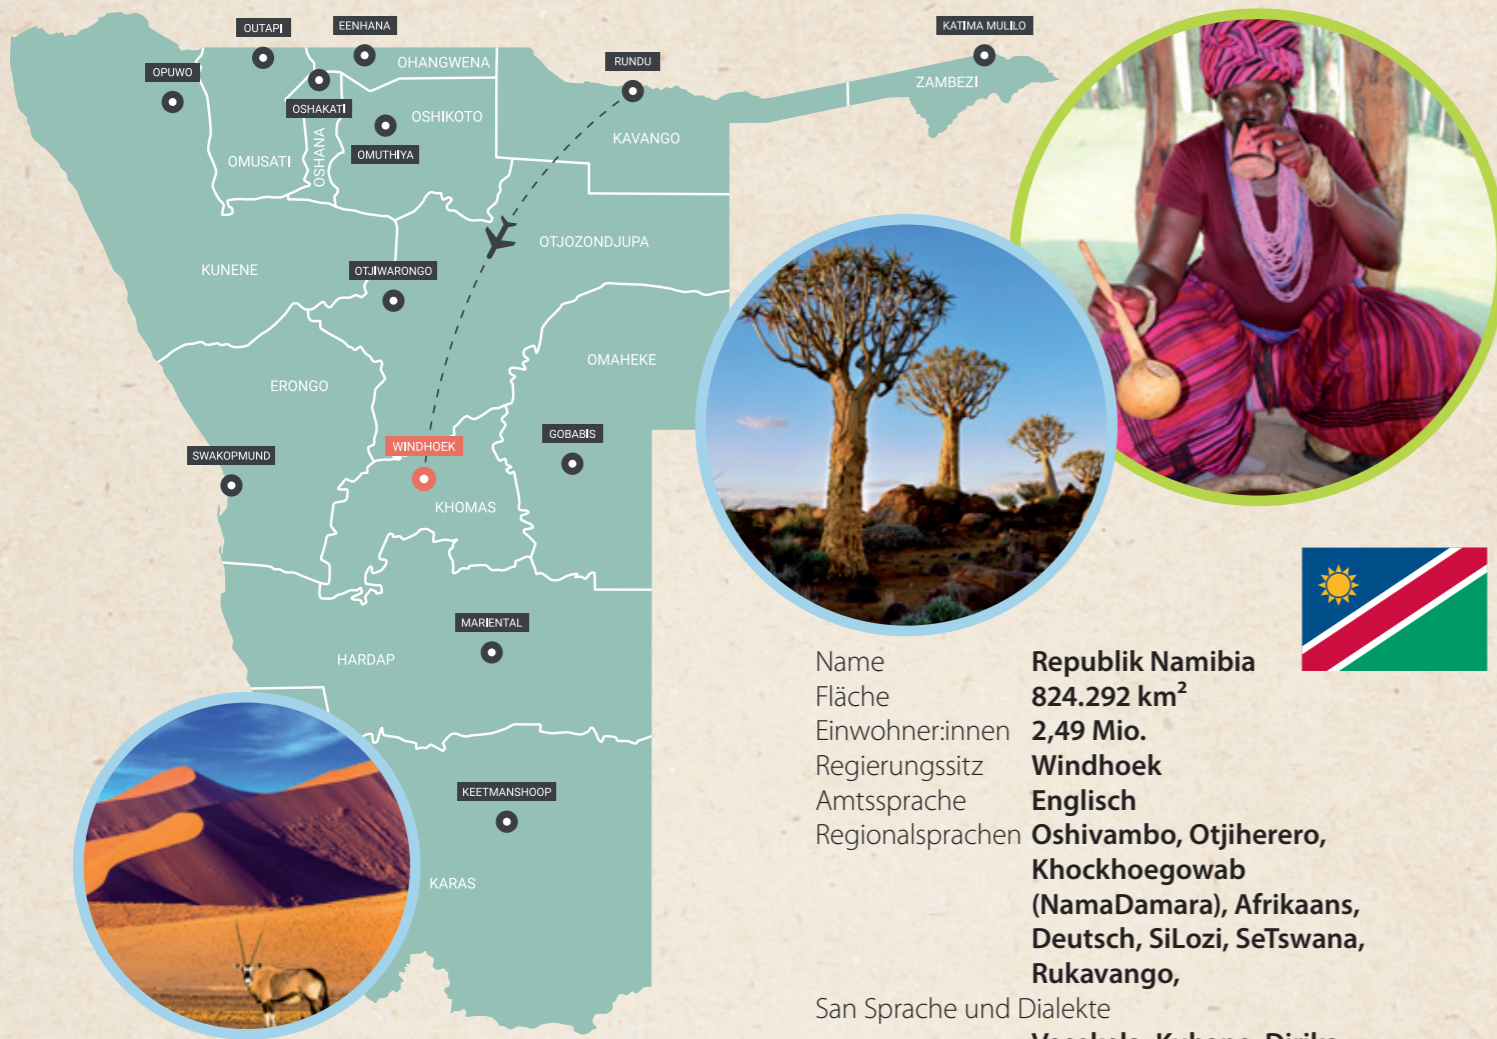 OUTAPI
EENHANA
KATIMA MULILO
OPUWO
OHANGWENA
RUNDU
ZAMBEZI
OSHAKATI
OSHIKOTO
KAVANGO
OMUSATI
OSHANA
OMUTHIYA
OTJOZONDJUPA
KUNENE
OTJIWARONGO
OMAHEKE
ERONGO
WINDHOEK
GOBABIS
SWAKOPMUND
KHOMAS
MARIENTAL
HARDAP
KEETMANSHOOP
KARAS
Name Republik Namibia
Fläche 824.292 km²
Einwohner:innen 2,49 Mio.
Regierungssitz Windhoek
Amtssprache Englisch
Regionalsprachen Oshivambo, Otjiherero,
Khockhoegowab
(NamaDamara), Afrikaans,
Deutsch, SiLozi, SeTswana,
Rukavango,
San Sprache und Dialekte